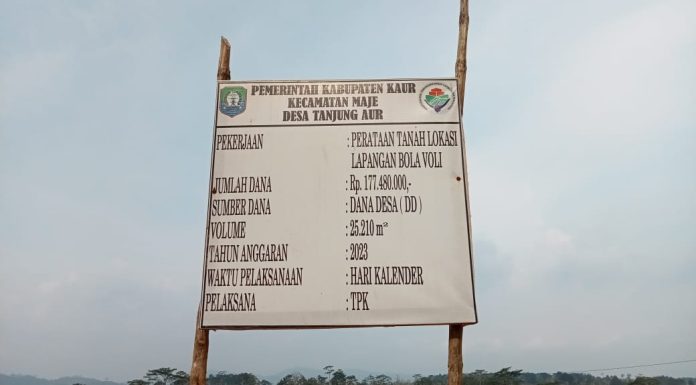 PEMERINTAH KABUPATEN KAUR
KECAMATAN MAJE
DESA TANJUNG AUR
PEKERJAAN : PERATAAN TANAH LOKASI
LAPANGAN BOLA VOLI
JUMLAH DANA : Rp. 177.480.000,-
SUMBER DANA : DANA DESA ( DD )
VOLUME : 25.210 m²
TAHUN ANGGARAN : 2023
WAKTU PELAKSANAAN : HARI KALENDER
PELAKSANA : TPK